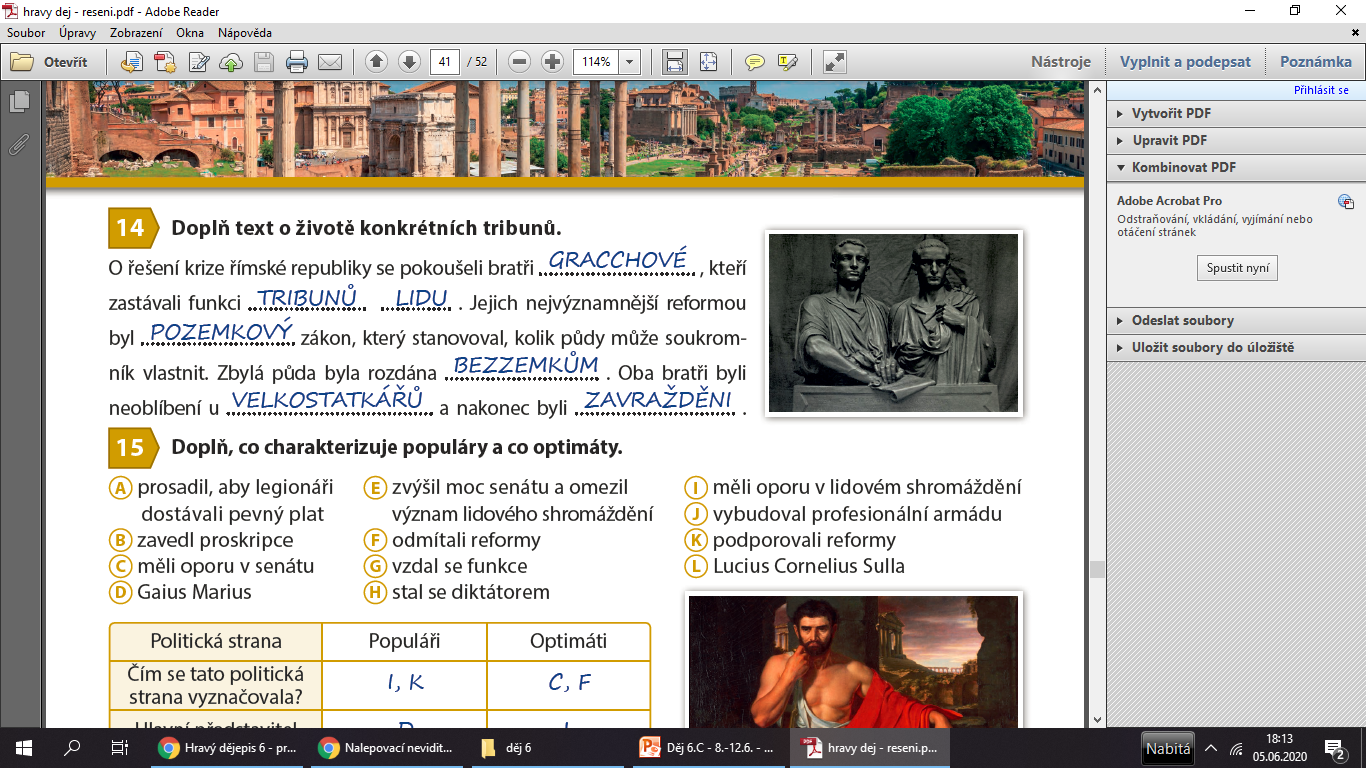 hravy dej - reseni.pdf - Adobe Reader
Soubor Úpravy Zobrazení Okna Nápověda
Otevřít 41 / 52 114% Nástroje Vyplnit a podepsat Poznámka
Přihlásit se
Vytvořit PDF
Upravit PDF
Kombinovat PDF
Adobe Acrobat Pro
Odstraňování, vkládání, vyjímání nebo
otáčení stránek
Spustit nyní
Odeslat soubory
Uložit soubory do úložiště
14 Doplň text o životě konkrétních tribunů.
O řešení krize římské republiky se pokoušeli bratři GRACCHOVÉ , kteří
zastávali funkci TRIBUNŮ LIDU . Jejich nejvýznamnější reformou
byl POZEMKOVÝ zákon, který stanovoval, kolik půdy může soukrom-
ník vlastnit. Zbylá půda byla rozdána BEZZEMKŮM . Oba bratři byli
neoblíbení u VELKOSTATKÁŘŮ a nakonec byli ZAVRAŽDĚNI .
15 Doplň, co charakterizuje populáry a co optimáty.
A prosadil, aby legionáři
dostávali pevný plat
B zavedl proskripce
C měli oporu v senátu
D Gaius Marius
E zvýšil moc senátu a omezil
význam lidového shromáždění
F odmítali reformy
G vzdal se funkce
H stal se diktátorem
I měli oporu v lidovém shromáždění
J vybudoval profesionální armádu
K podporovali reformy
L Lucius Cornelius Sulla
Politická strana Populáři Optimáti
Čím se tato politická
strana vyznačovala? I, K C, F
Hlavní představitel
Hravý dějepis 6 - pr... Nalepovací nevidit... děj 6 Děj 6.C - 8.-12.6. - ... hravy dej - reseni.p... Nabitá 18:13
05.06.2020 2